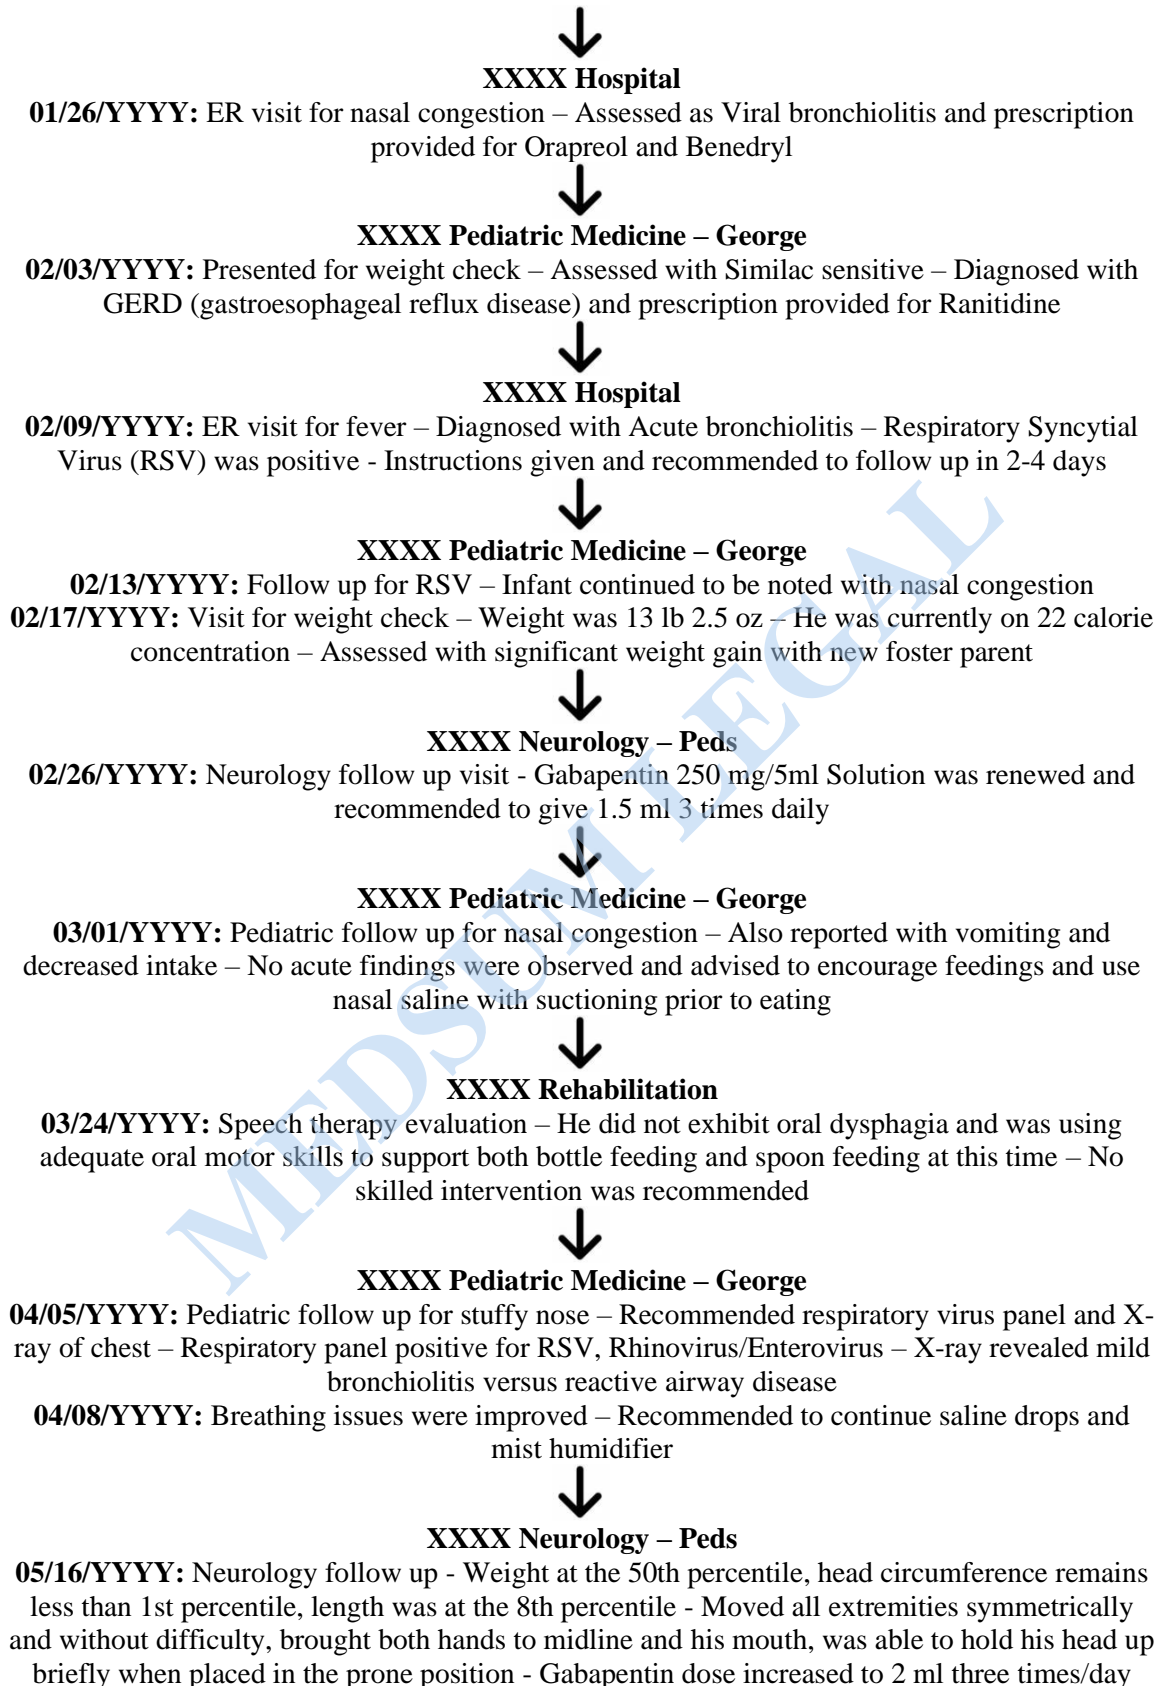 XXXX Hospital
01/26/YYYY: ER visit for nasal congestion – Assessed as Viral bronchiolitis and prescription
provided for Orapreol and Benedryl
XXXX Pediatric Medicine – George
02/03/YYYY: Presented for weight check – Assessed with Similac sensitive – Diagnosed with
GERD (gastroesophageal reflux disease) and prescription provided for Ranitidine
XXXX Hospital
02/09/YYYY: ER visit for fever – Diagnosed with Acute bronchiolitis – Respiratory Syncytial
Virus (RSV) was positive - Instructions given and recommended to follow up in 2-4 days
XXXX Pediatric Medicine – George
02/13/YYYY: Follow up for RSV – Infant continued to be noted with nasal congestion
02/17/YYYY: Visit for weight check – Weight was 13 lb 2.5 oz – He was currently on 22 calorie
concentration – Assessed with significant weight gain with new foster parent
XXXX Neurology – Peds
02/26/YYYY: Neurology follow up visit - Gabapentin 250 mg/5ml Solution was renewed and
recommended to give 1.5 ml 3 times daily
XXXX Pediatric Medicine – George
03/01/YYYY: Pediatric follow up for nasal congestion – Also reported with vomiting and
decreased intake – No acute findings were observed and advised to encourage feedings and use
nasal saline with suctioning prior to eating
XXXX Rehabilitation
03/24/YYYY: Speech therapy evaluation – He did not exhibit oral dysphagia and was using
adequate oral motor skills to support both bottle feeding and spoon feeding at this time – No
skilled intervention was recommended
XXXX Pediatric Medicine – George
04/05/YYYY: Pediatric follow up for stuffy nose – Recommended respiratory virus panel and X-
ray of chest – Respiratory panel positive for RSV, Rhinovirus/Enterovirus – X-ray revealed mild
bronchiolitis versus reactive airway disease
04/08/YYYY: Breathing issues were improved – Recommended to continue saline drops and
mist humidifier
XXXX Neurology – Peds
05/16/YYYY: Neurology follow up - Weight at the 50th percentile, head circumference remains
less than 1st percentile, length was at the 8th percentile - Moved all extremities symmetrically
and without difficulty, brought both hands to midline and his mouth, was able to hold his head up
briefly when placed in the prone position - Gabapentin dose increased to 2 ml three times/day
MEDSUM LEGAL